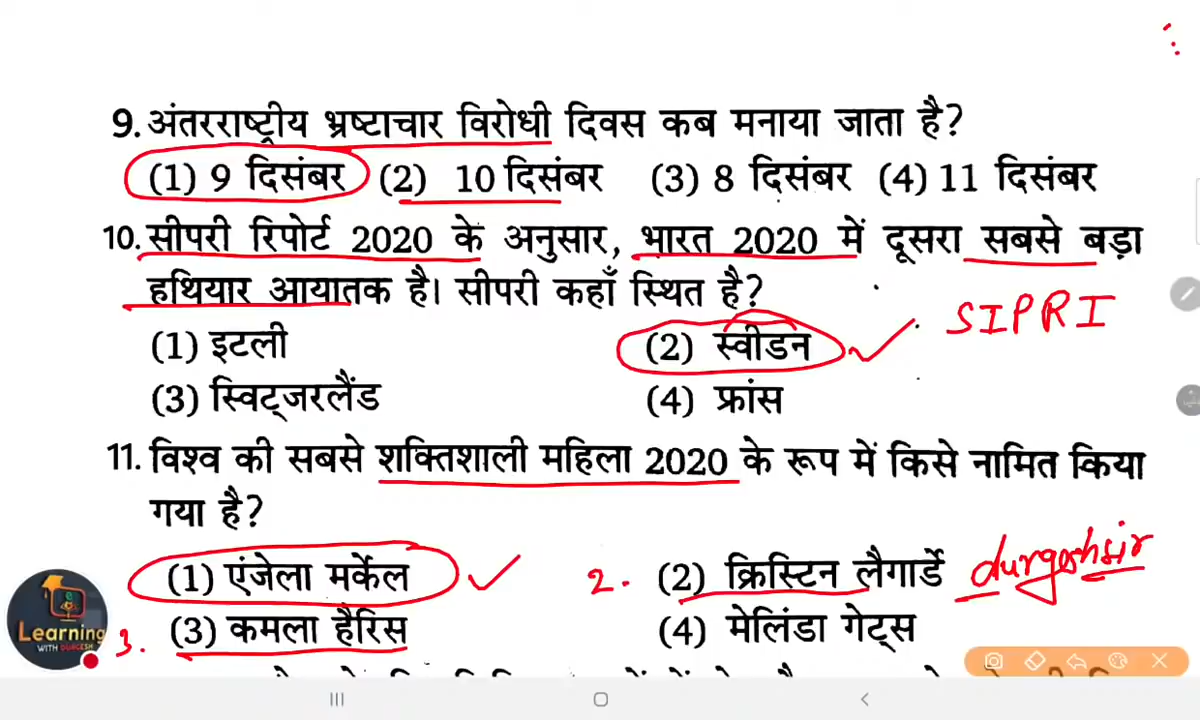 9. अंतरराष्ट्रीय भ्रष्टाचार विरोधी दिवस कब मनाया जाता है?
(1) 9 दिसंबर (2) 10 दिसंबर (3) 8 दिसंबर (4) 11 दिसंबर
10. सीपरी रिपोर्ट 2020 के अनुसार, भारत 2020 में दूसरा सबसे बड़ा
हथियार आयातक है। सीपरी कहाँ स्थित है?
SIPRI
(1) इटली (2) स्वीडन
(3) स्विट्जरलैंड (4) फ्रांस
11. विश्व की सबसे शक्तिशाली महिला 2020 के रूप में किसे नामित किया
गया है?
(1) एंजेला मर्केल 2. (2) क्रिस्टिन लैगार्डे durgesh sir
3. (3) कमला हैरिस (4) मेलिंडा गेट्स
Learning
WITH DURGESH